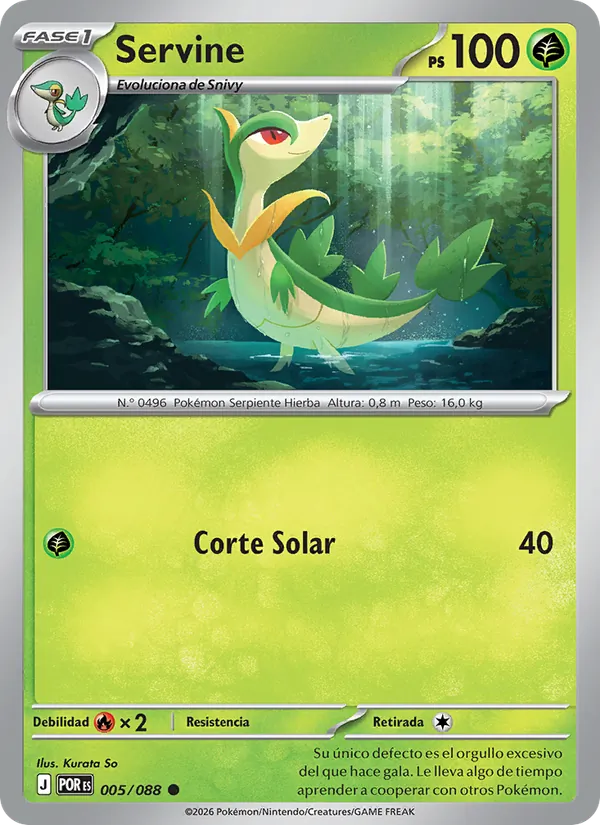 FASE 1
Servine
PS 100
Evoluciona de Snivy
N.º 0496 Pokémon Serpiente Hierba Altura: 0,8 m Peso: 16,0 kg
Corte Solar 40
Debilidad × 2 Resistencia Retirada
Ilus. Kurata So
Su único defecto es el orgullo excesivo
del que hace gala. Le lleva algo de tiempo
aprender a cooperar con otros Pokémon.
J POR ES 005/088
©2026 Pokémon/Nintendo/Creatures/GAME FREAK